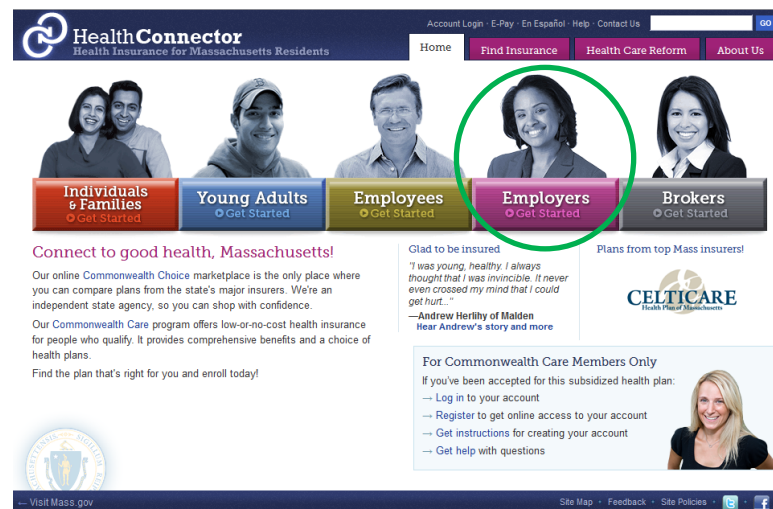 HealthConnector
Health Insurance for Massachusetts Residents
Account Login · E-Pay · En Español · Help · Contact Us
GO
Home
Find Insurance
Health Care Reform
About Us
Individuals
& Families
Get Started
Young Adults
Get Started
Employees
Get Started
Employers
Get Started
Brokers
Get Started
Connect to good health, Massachusetts!
Our online Commonwealth Choice marketplace is the only place where
you can compare plans from the state's major insurers. We're an
independent state agency, so you can shop with confidence.
Our Commonwealth Care program offers low-or-no-cost health insurance
for people who qualify. It provides comprehensive benefits and a choice of
health plans.
Find the plan that's right for you and enroll today!
Glad to be insured
"I was young, healthy. I always
thought that I was invincible. It never
even crossed my mind that I could
get hurt..."
—Andrew Herlihy of Malden
Hear Andrew's story and more
Plans from top Mass insurers!
CELTICARE
Health Plan of Massachusetts
For Commonwealth Care Members Only
If you've been accepted for this subsidized health plan:
→ Log in to your account
→ Register to get online access to your account
→ Get instructions for creating your account
→ Get help with questions
← Visit Mass.gov
Site Map · Feedback · Site Policies ·